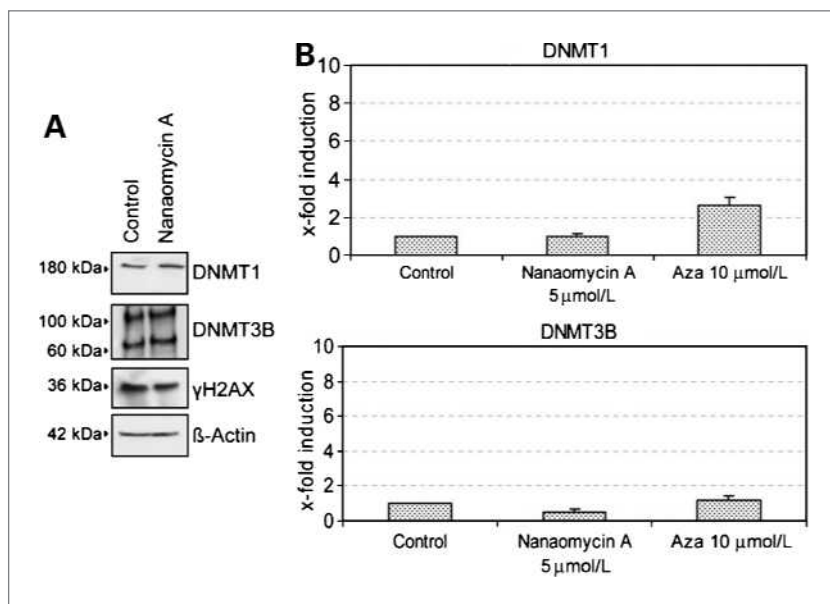 A
Control
Nanaomycin A
180 kDa
DNMT1
100 kDa
DNMT3B
60 kDa
36 kDa
γH2AX
42 kDa
ß-Actin
B
DNMT1
x-fold induction
10
8
6
4
2
0
Control
Nanaomycin A
5 µmol/L
Aza 10 µmol/L
DNMT3B
x-fold induction
10
8
6
4
2
0
Control
Nanaomycin A
5 µmol/L
Aza 10 µmol/L